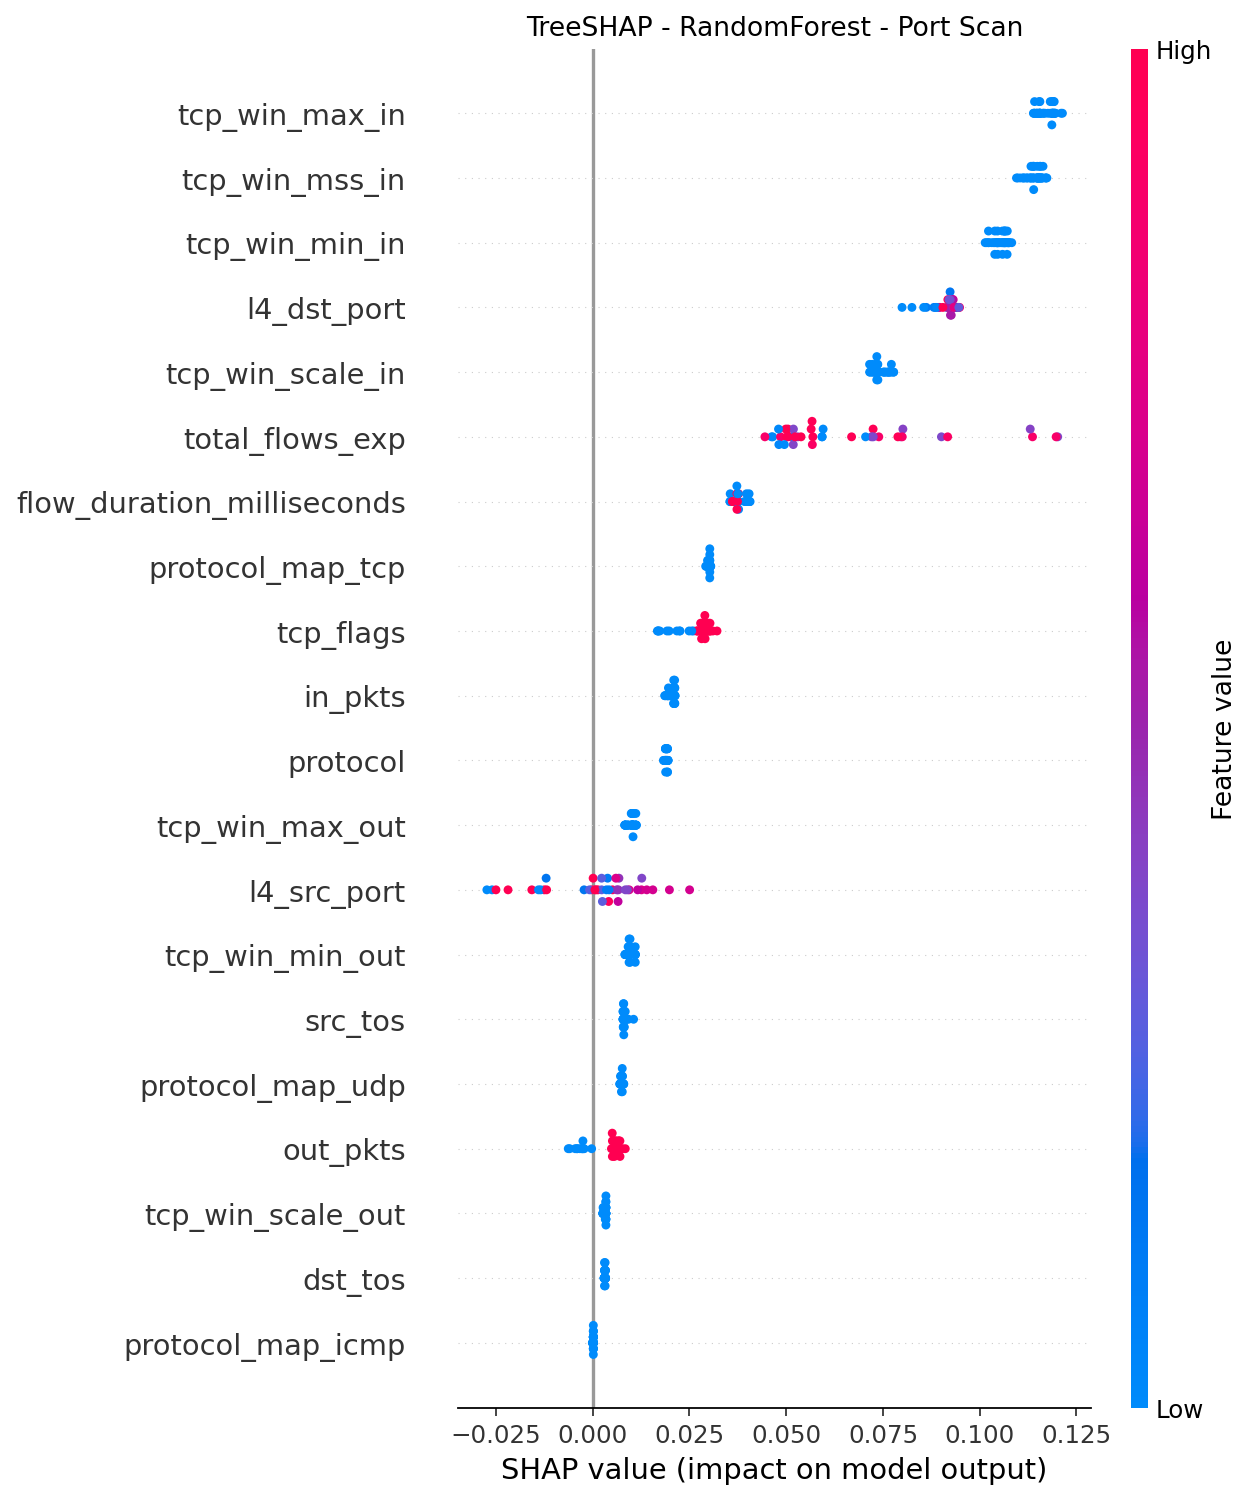 TreeSHAP - RandomForest - Port Scan
High
tcp_win_max_in
tcp_win_mss_in
tcp_win_min_in
l4_dst_port
tcp_win_scale_in
total_flows_exp
flow_duration_milliseconds
protocol_map_tcp
tcp_flags
in_pkts
protocol
tcp_win_max_out
l4_src_port
tcp_win_min_out
src_tos
protocol_map_udp
out_pkts
tcp_win_scale_out
dst_tos
protocol_map_icmp
Feature value
Low
−0.025 0.000 0.025 0.050 0.075 0.100 0.125
SHAP value (impact on model output)